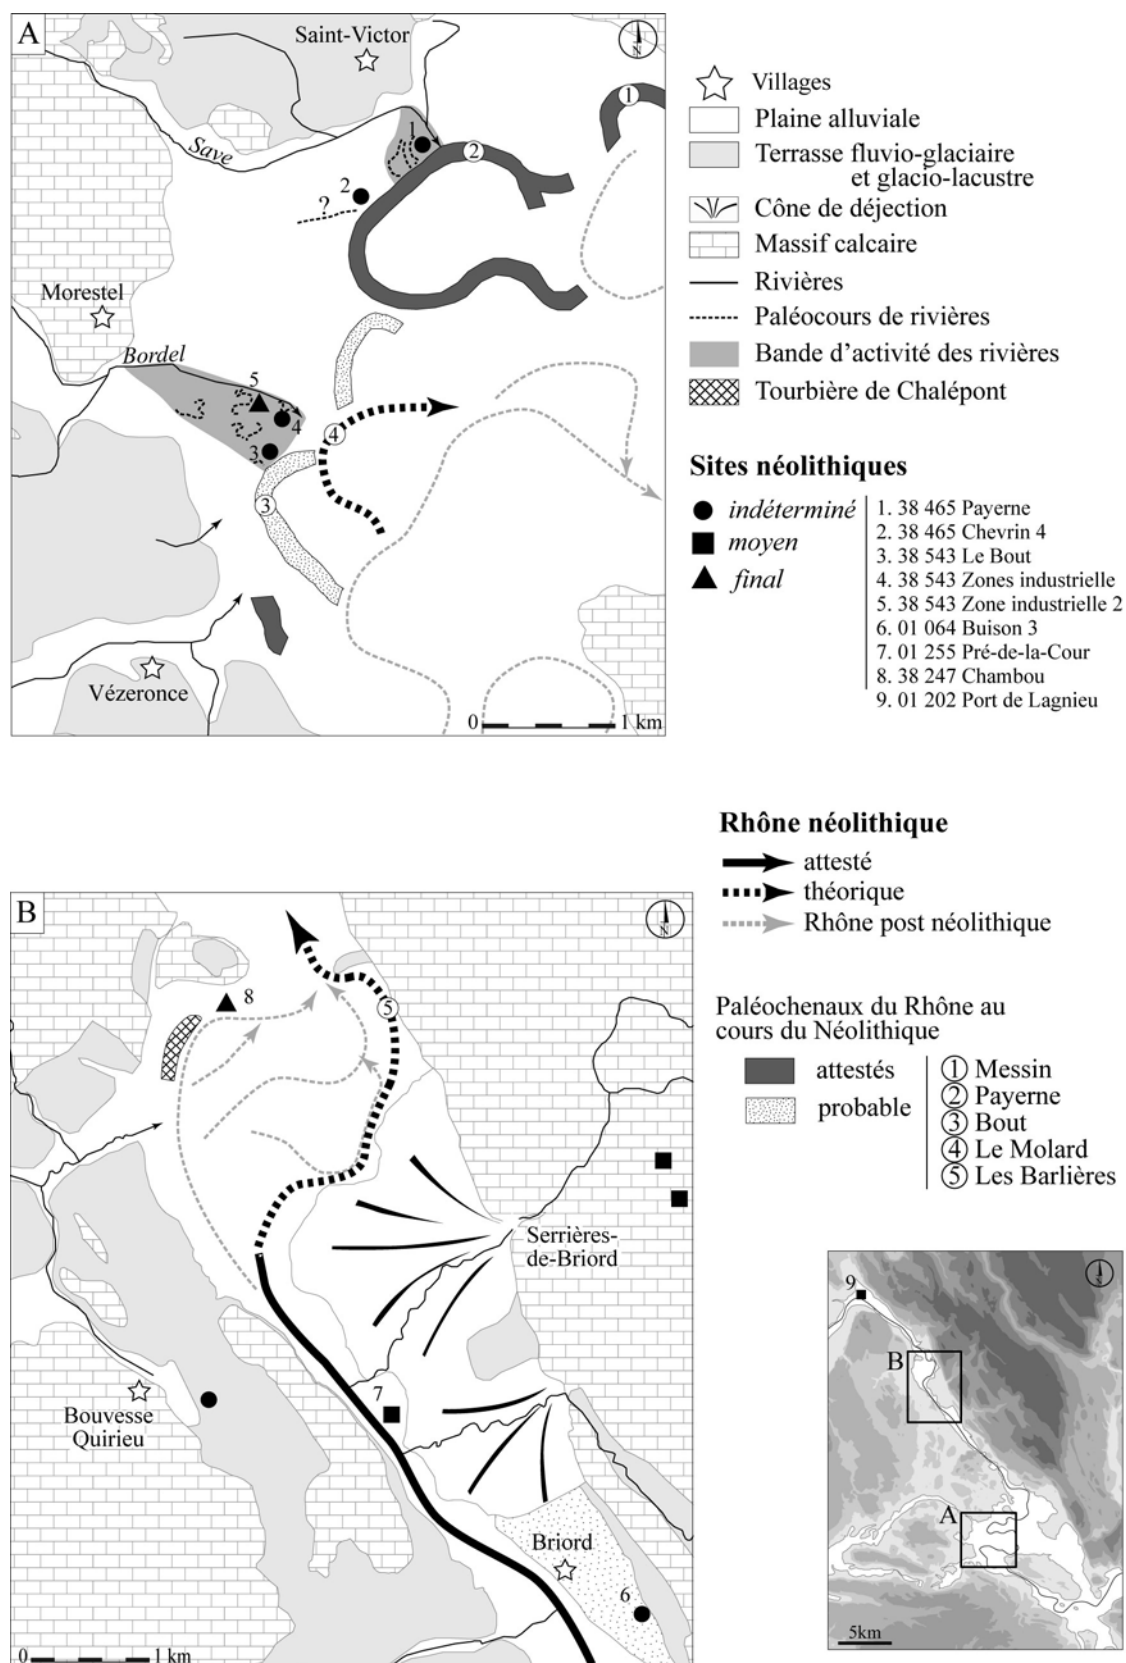 A
Saint-Victor
N
1
1
Save
2
2
?
Morestel
Bordel
5
4
4
3
3
Vézeronce
0 1 km
Villages
Plaine alluviale
Terrasse fluvio-glaciaire
et glacio-lacustre
Cône de déjection
Massif calcaire
Rivières
Paléocours de rivières
Bande d'activité des rivières
Tourbière de Chalépont
Sites néolithiques
indéterminé
moyen
final
1. 38 465 Payerne
2. 38 465 Chevrin 4
3. 38 543 Le Bout
4. 38 543 Zones industrielle
5. 38 543 Zone industrielle 2
6. 01 064 Buison 3
7. 01 255 Pré-de-la-Cour
8. 38 247 Chambou
9. 01 202 Port de Lagnieu
Rhône néolithique
attesté
théorique
Rhône post néolithique
Paléochenaux du Rhône au
cours du Néolithique
attestés
probable
1 Messin
2 Payerne
3 Bout
4 Le Molard
5 Les Barlières
B
N
8
5
Serrières-
de-Briord
7
Bouvesse
Quirieu
Briord
6
0 1 km
N
9
B
A
5km